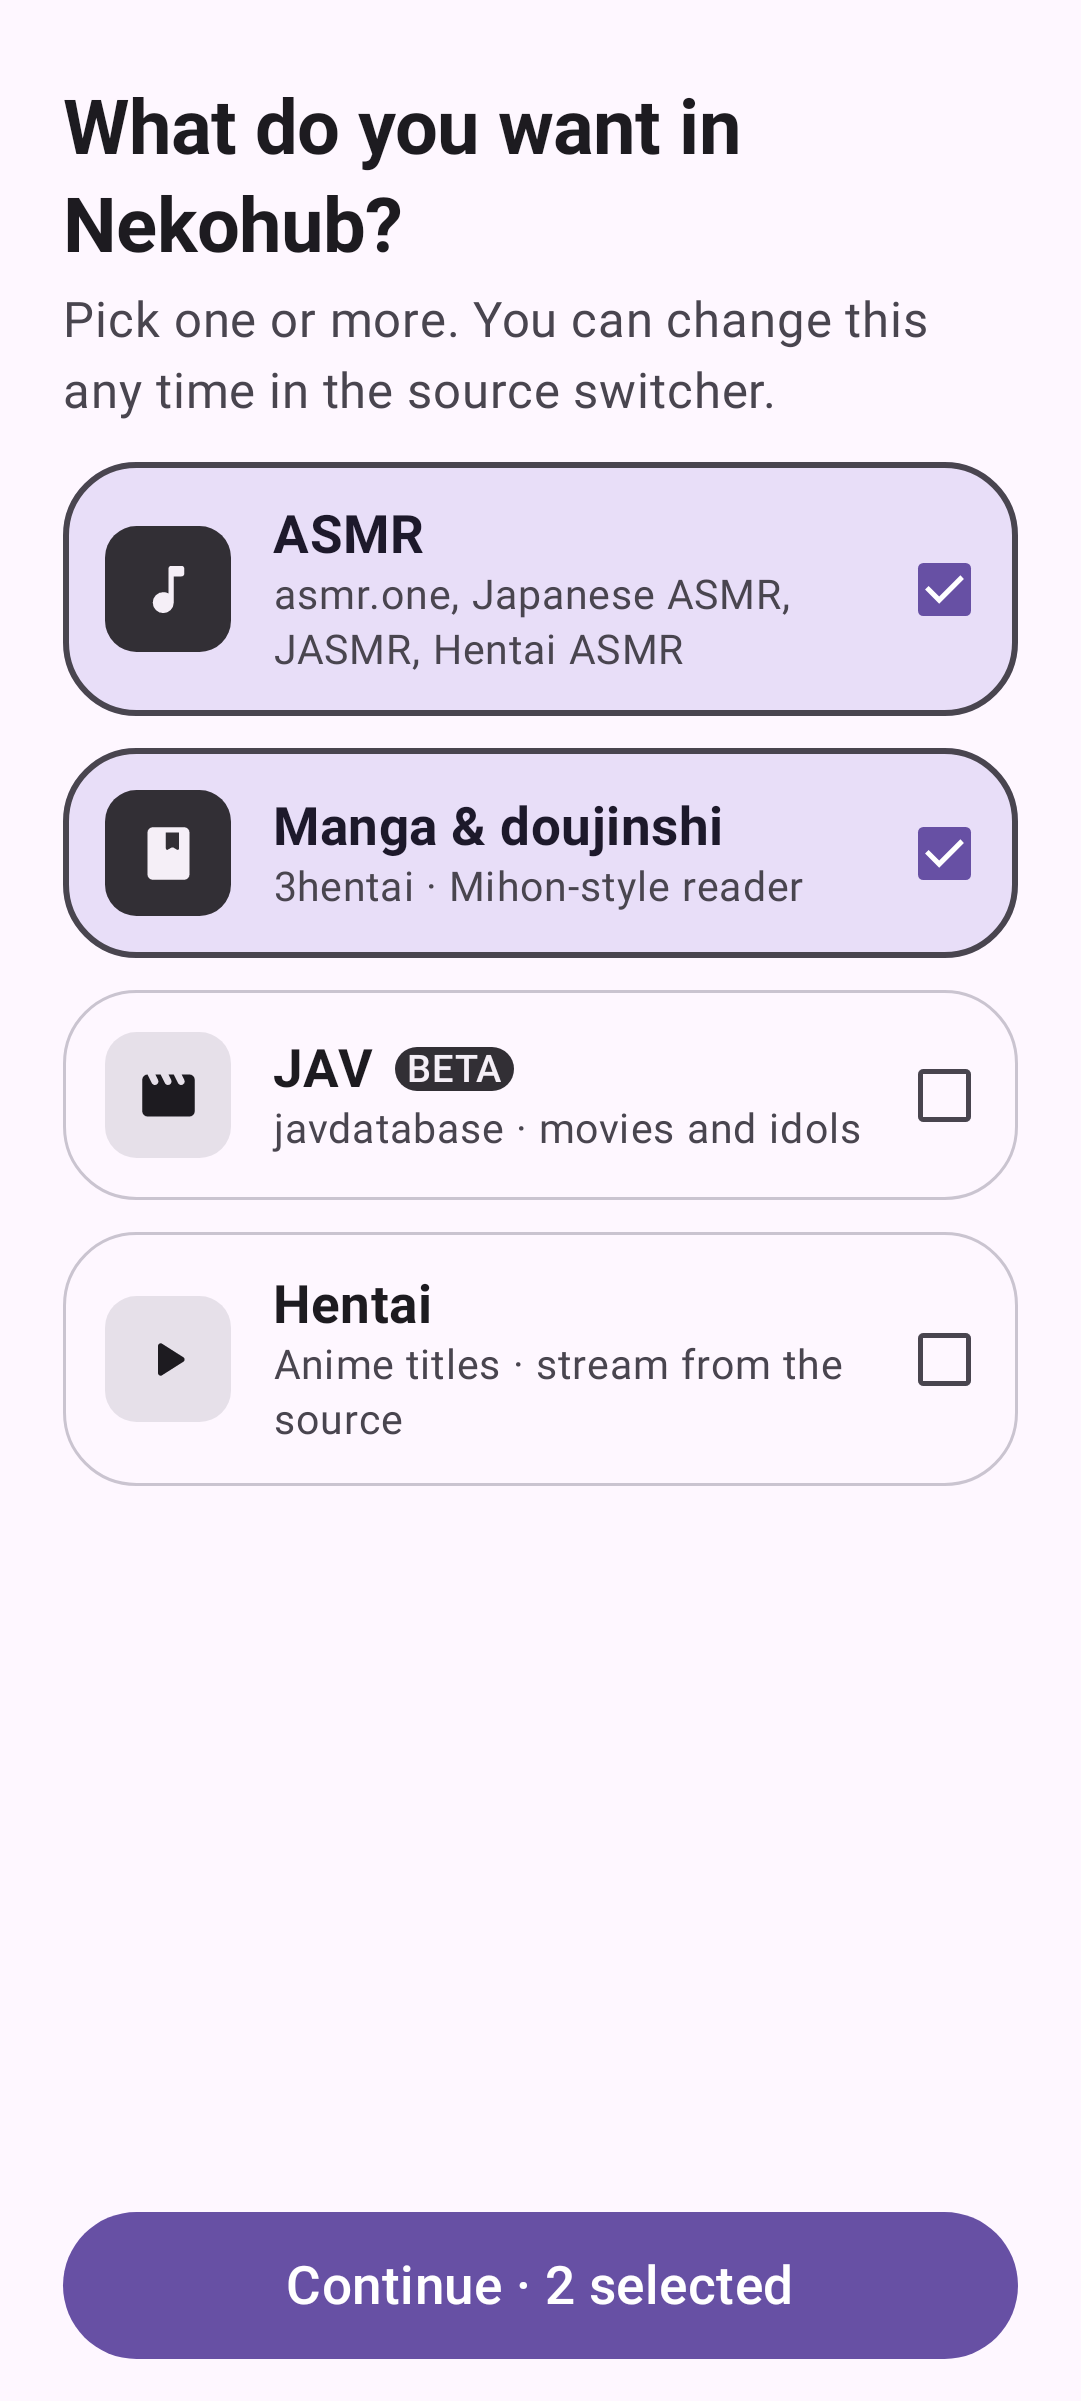 What do you want in
Nekohub?
Pick one or more. You can change this
any time in the source switcher.
ASMR
asmr.one, Japanese ASMR,
JASMR, Hentai ASMR
Manga & doujinshi
3hentai · Mihon-style reader
JAV BETA
javdatabase · movies and idols
Hentai
Anime titles · stream from the
source
Continue · 2 selected